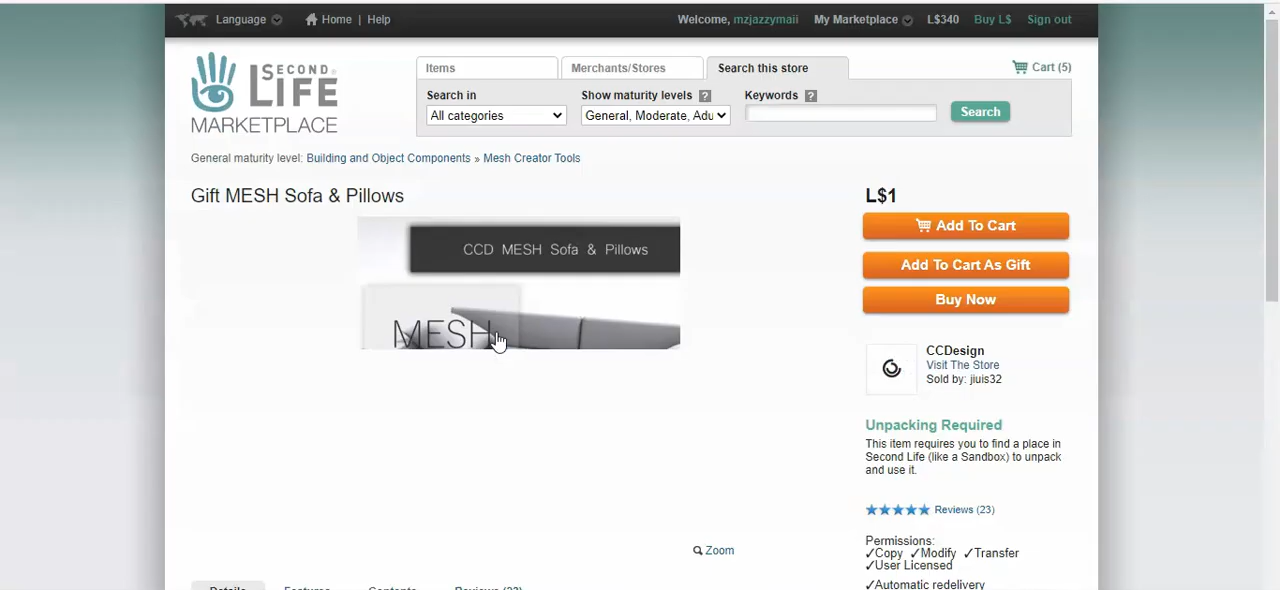 Language Home | Help Welcome, mzjazzymaii My Marketplace L$340 Buy L$ Sign out
SECOND LIFE
MARKETPLACE
Items Merchants/Stores Search this store Cart (5)
Search in Show maturity levels ? Keywords ?
All categories General, Moderate, Adu Search
General maturity level: Building and Object Components » Mesh Creator Tools
Gift MESH Sofa & Pillows
CCD MESH Sofa & Pillows
MESH
Zoom
L$1
Add To Cart
Add To Cart As Gift
Buy Now
CCDesign
Visit The Store
Sold by: jiuis32
Unpacking Required
This item requires you to find a place in
Second Life (like a Sandbox) to unpack
and use it.
Reviews (23)
Permissions:
✓Copy ✓Modify ✓Transfer
✓User Licensed
✓Automatic redelivery
Details Features Contents Reviews (23)